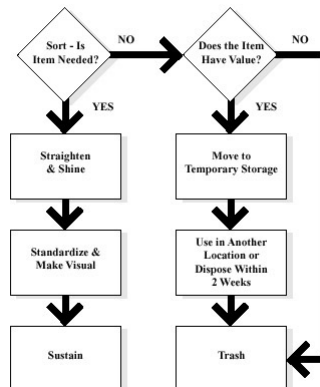 Sort - Is
Item Needed?
NO
Does the Item
Have Value?
NO
YES
YES
Straighten
& Shine
Move to
Temporary Storage
Standardize &
Make Visual
Use in Another
Location or
Dispose Within
2 Weeks
Sustain
Trash